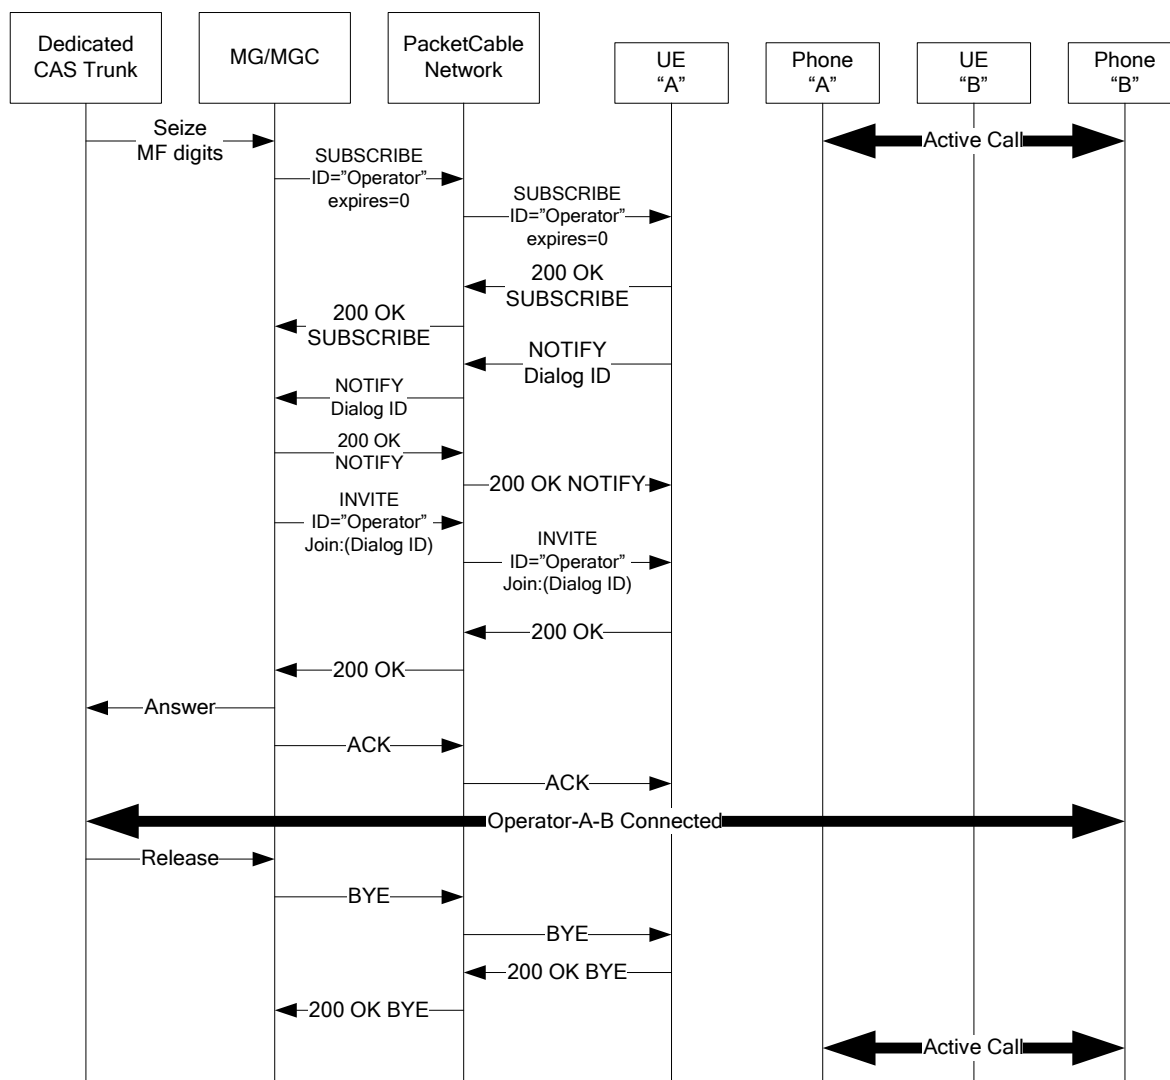 Dedicated
CAS Trunk
MG/MGC
PacketCable
Network
UE
“A”
Phone
“A”
UE
“B”
Phone
“B”
Seize
MF digits
Active Call
SUBSCRIBE
ID=”Operator”
expires=0
SUBSCRIBE
ID=”Operator”
expires=0
200 OK
SUBSCRIBE
200 OK
SUBSCRIBE
NOTIFY
Dialog ID
NOTIFY
Dialog ID
200 OK
NOTIFY
200 OK NOTIFY
INVITE
ID=”Operator”
Join:(Dialog ID)
INVITE
ID=”Operator”
Join:(Dialog ID)
200 OK
200 OK
Answer
ACK
ACK
Operator-A-B Connected
Release
BYE
BYE
200 OK BYE
200 OK BYE
Active Call